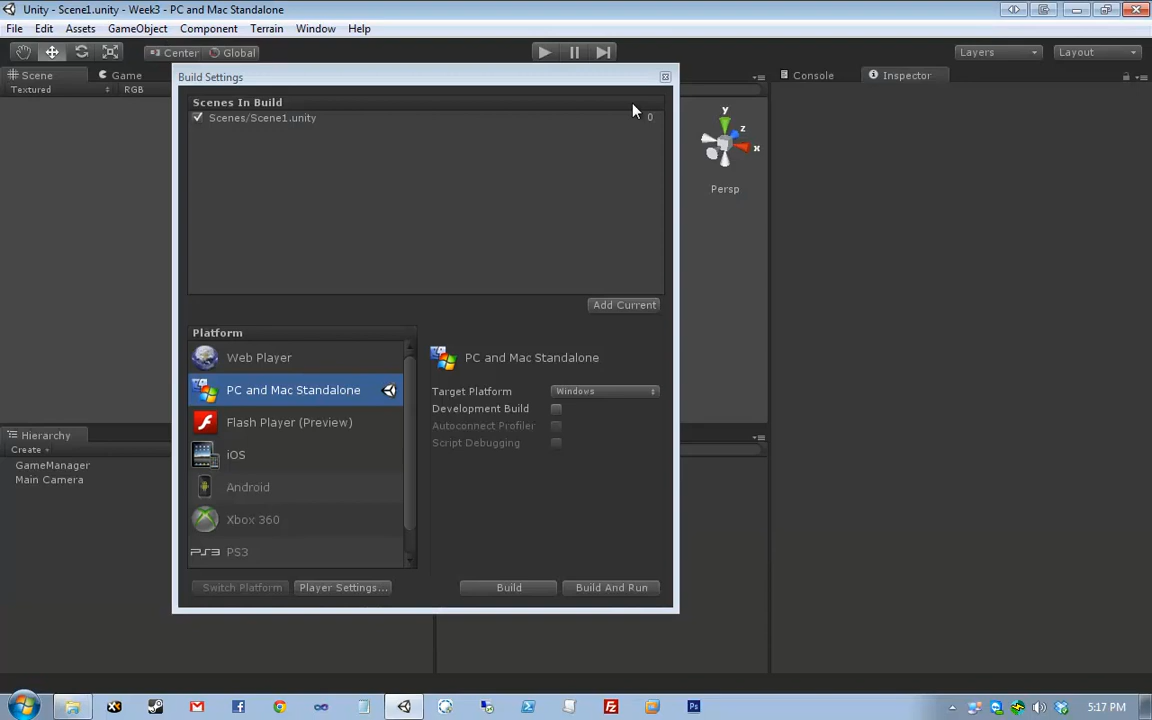 Unity - Scene1.unity - Week3 - PC and Mac Standalone
File Edit Assets GameObject Component Terrain Window Help
Center Global Layers Layout
Scene Game Console Inspector
Textured RGB
Build Settings
Scenes In Build
Scenes/Scene1.unity 0
y
z
x
Persp
Add Current
Platform
Web Player
PC and Mac Standalone
Flash Player (Preview)
iOS
Android
Xbox 360
PS3
PC and Mac Standalone
Target Platform Windows
Development Build
Autoconnect Profiler
Script Debugging
Hierarchy
Create
GameManager
Main Camera
Switch Platform Player Settings... Build Build And Run
Fz Ps 5:17 PM